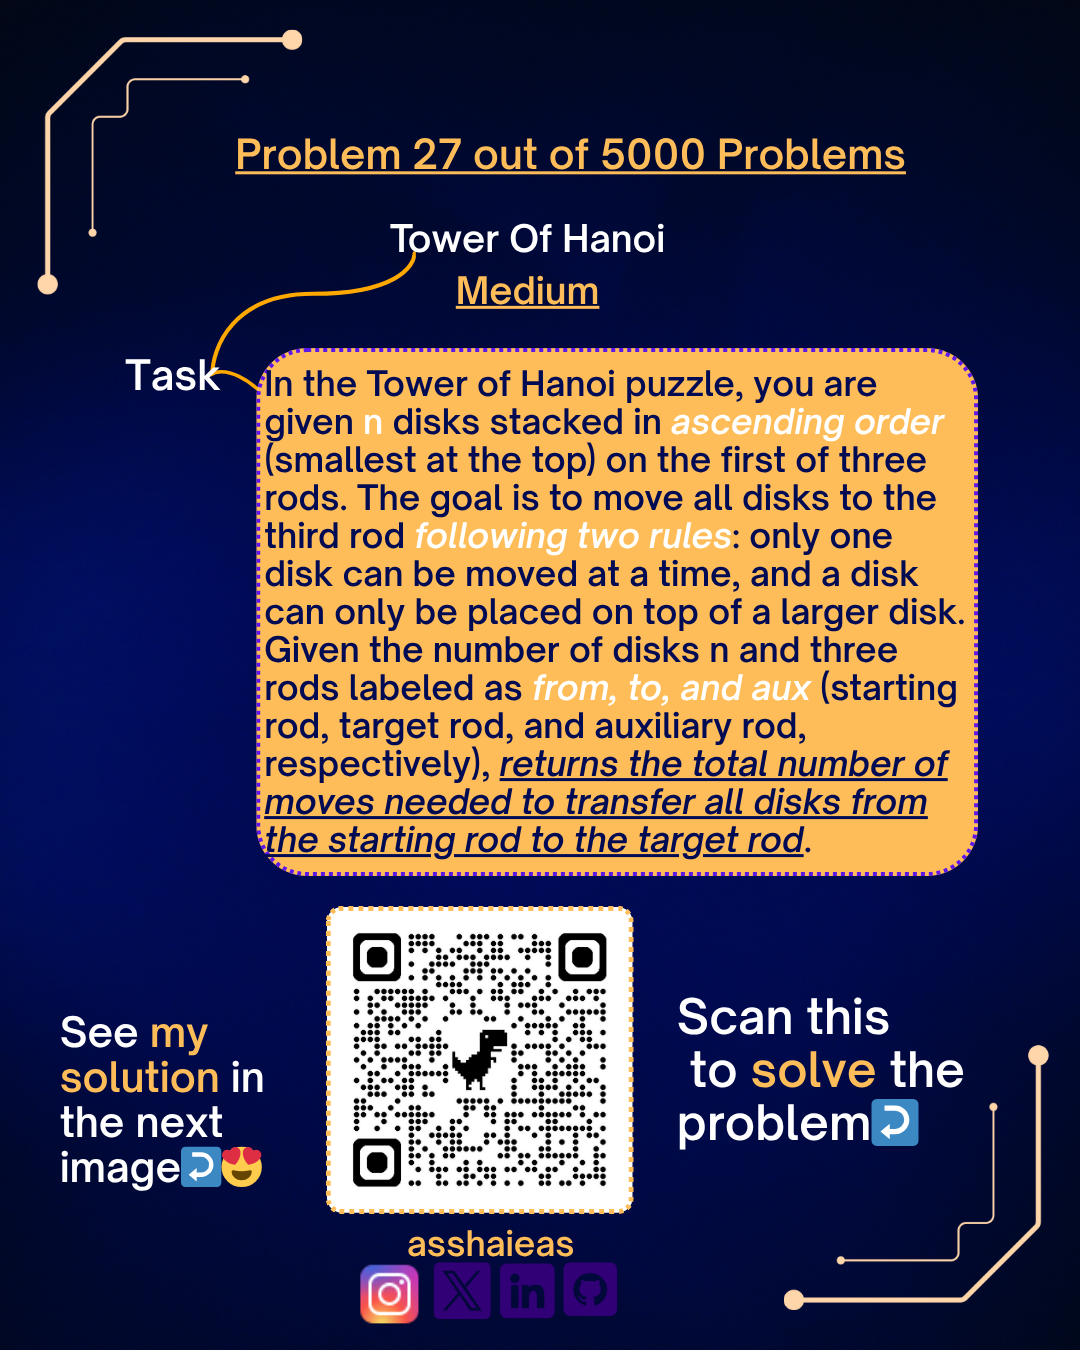 Problem 27 out of 5000 Problems
Tower Of Hanoi
Medium
Task
In the Tower of Hanoi puzzle, you are
given n disks stacked in ascending order
(smallest at the top) on the first of three
rods. The goal is to move all disks to the
third rod following two rules: only one
disk can be moved at a time, and a disk
can only be placed on top of a larger disk.
Given the number of disks n and three
rods labeled as from, to, and aux (starting
rod, target rod, and auxiliary rod,
respectively), returns the total number of
moves needed to transfer all disks from
the starting rod to the target rod.
See my
solution in
the next
image
Scan this
to solve the
problem
asshaieas